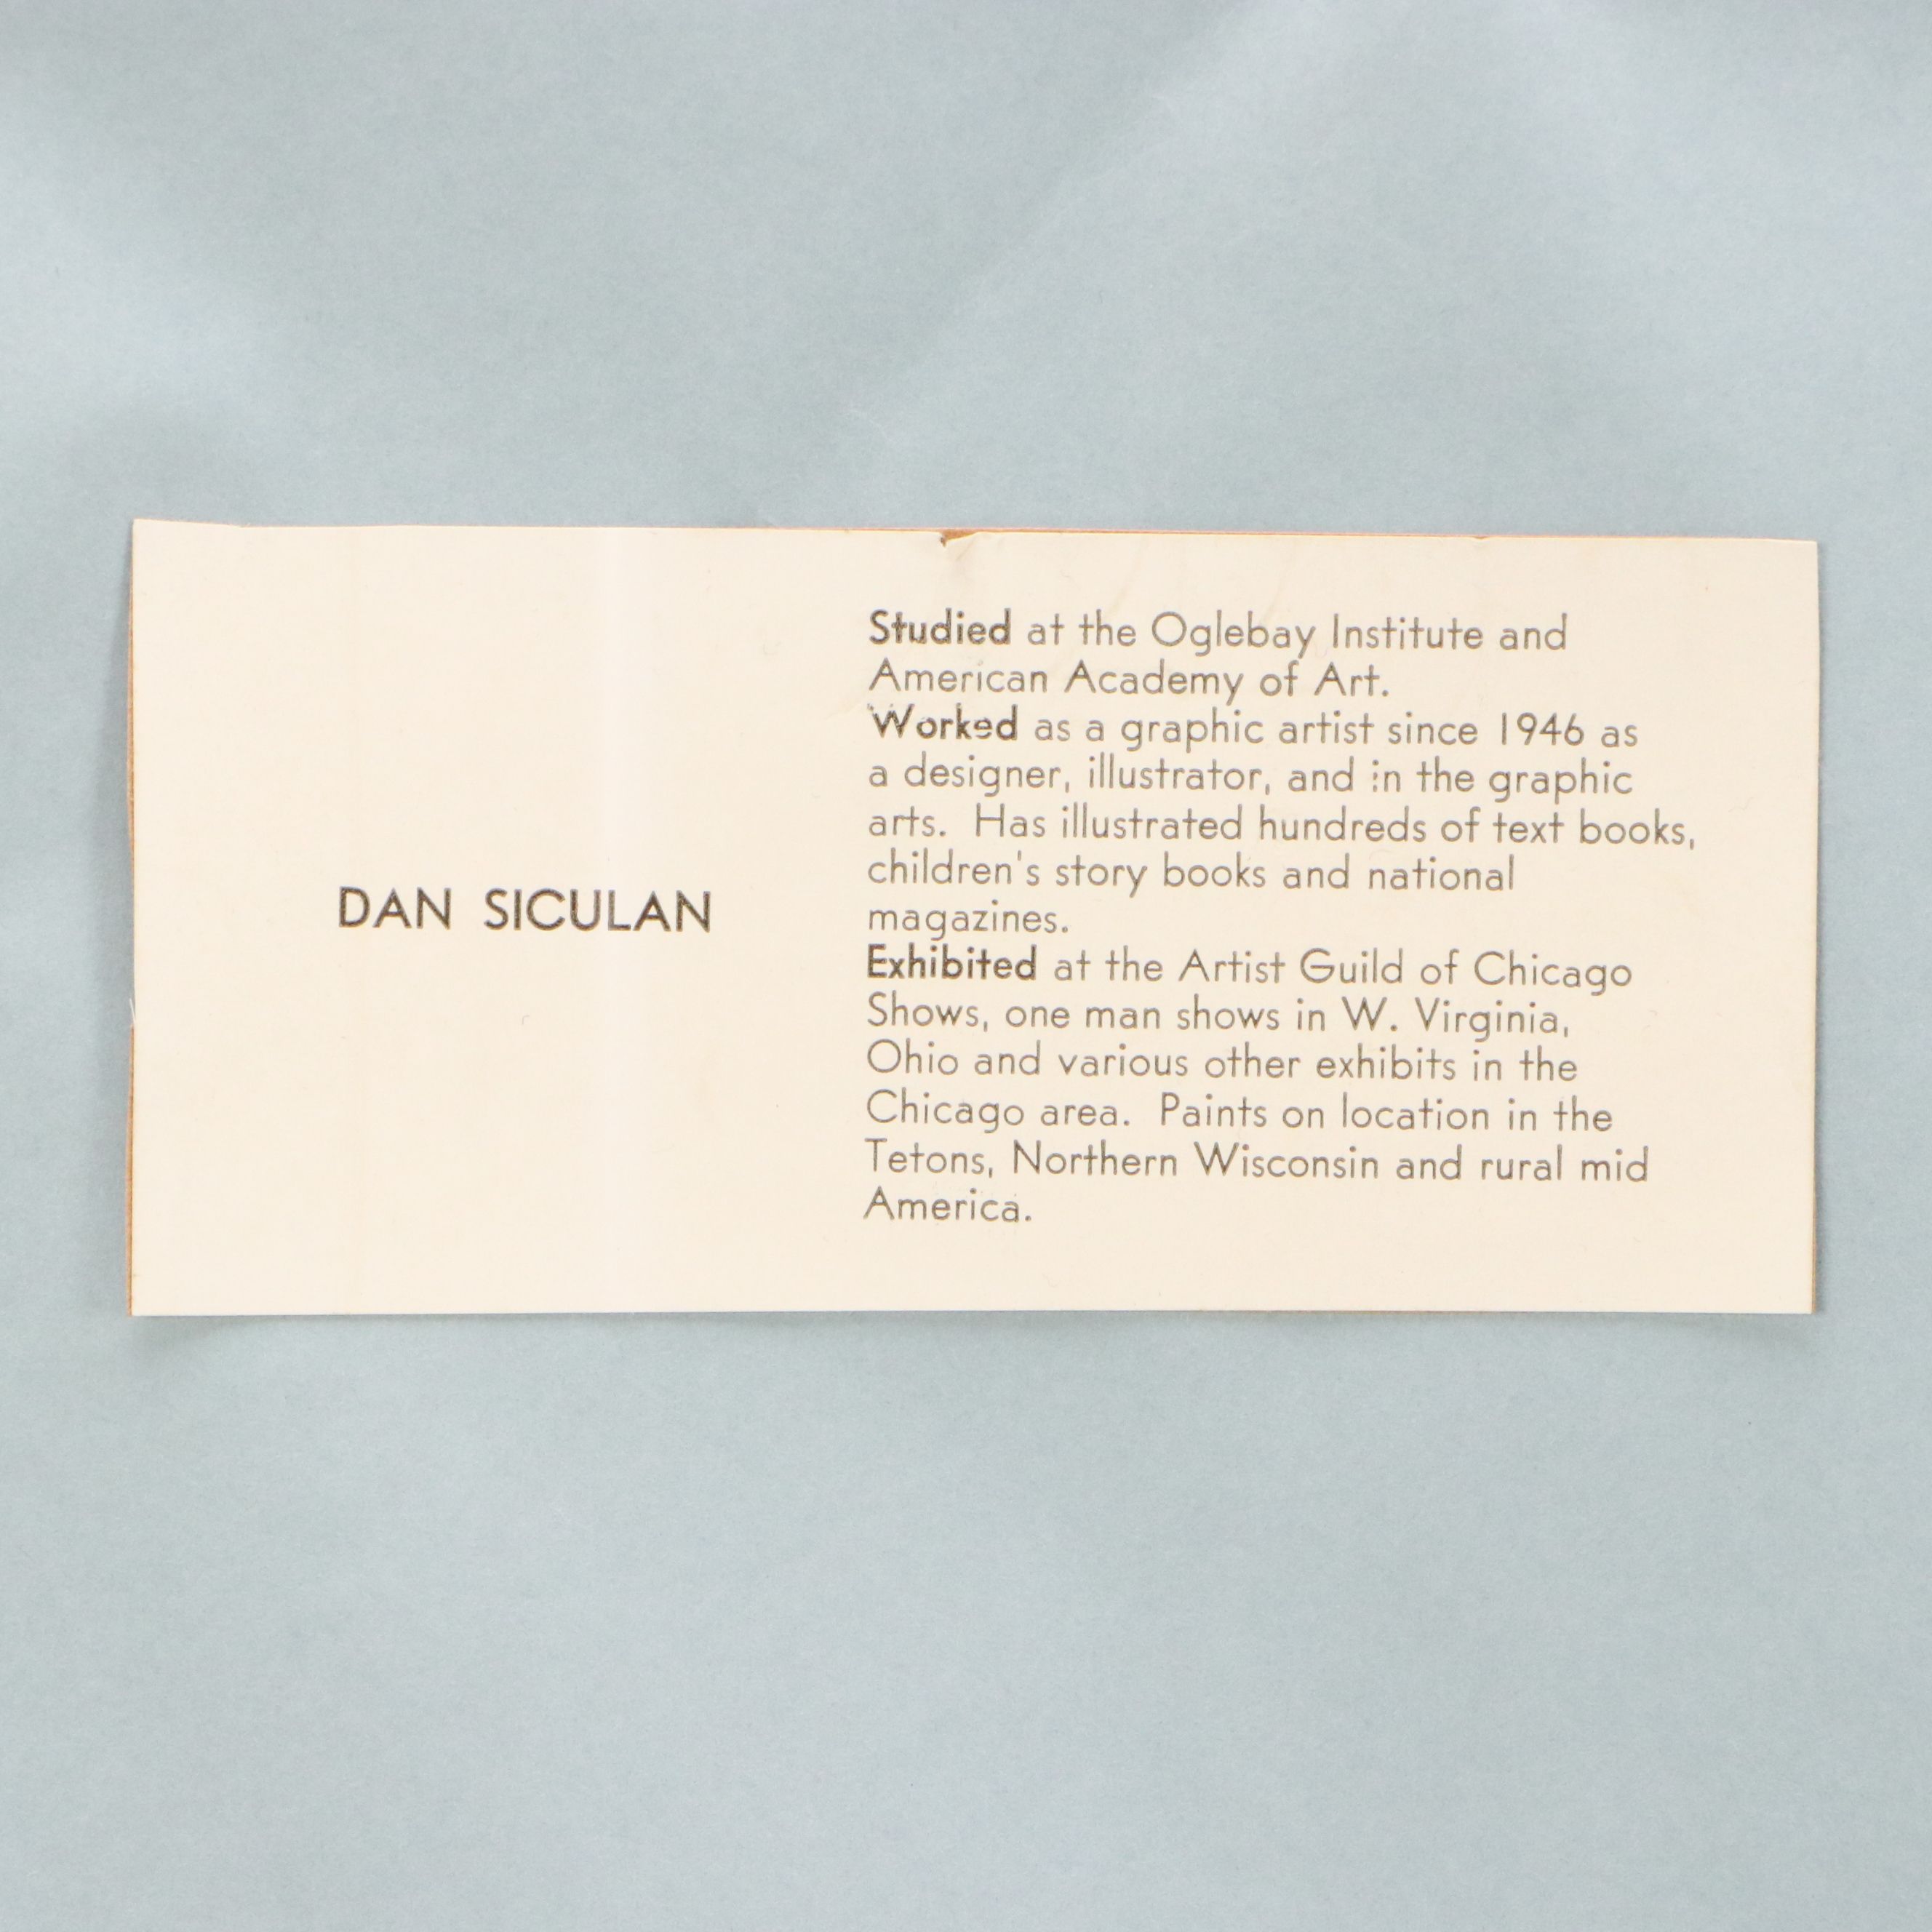 DAN SICULAN
Studied at the Oglebay Institute and
American Academy of Art.
Worked as a graphic artist since 1946 as
a designer, illustrator, and in the graphic
arts. Has illustrated hundreds of text books,
children's story books and national
magazines.
Exhibited at the Artist Guild of Chicago
Shows, one man shows in W. Virginia,
Ohio and various other exhibits in the
Chicago area. Paints on location in the
Tetons, Northern Wisconsin and rural mid
America.